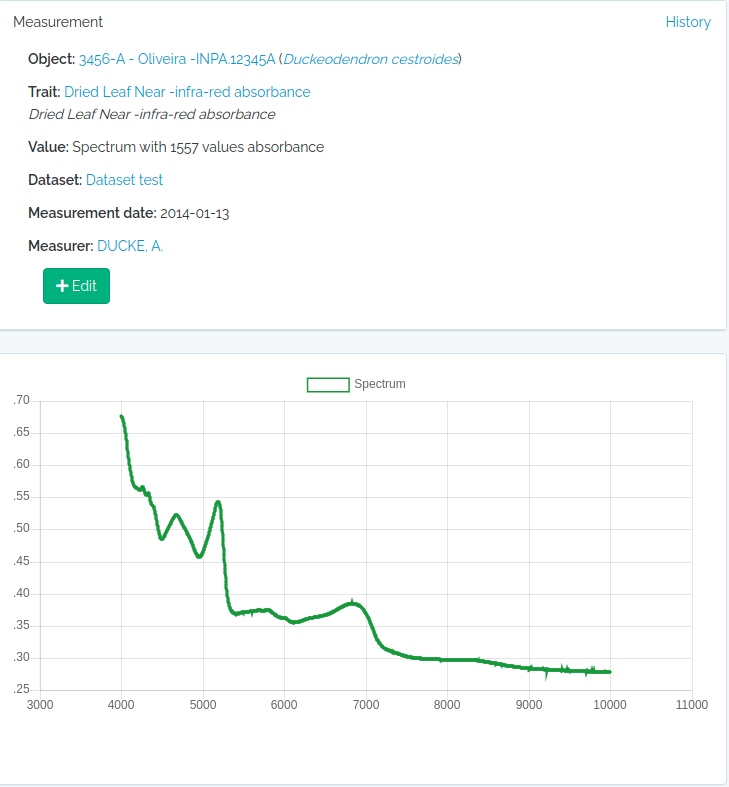 Measurement History
Object: 3456-A - Oliveira -INPA.12345A (Duckeodendron cestroides)
Trait: Dried Leaf Near -infra-red absorbance
Dried Leaf Near -infra-red absorbance
Value: Spectrum with 1557 values absorbance
Dataset: Dataset test
Measurement date: 2014-01-13
Measurer: DUCKE, A.
+ Edit
Spectrum
.70
.65
.60
.55
.50
.45
.40
.35
.30
.25
3000 4000 5000 6000 7000 8000 9000 10000 11000